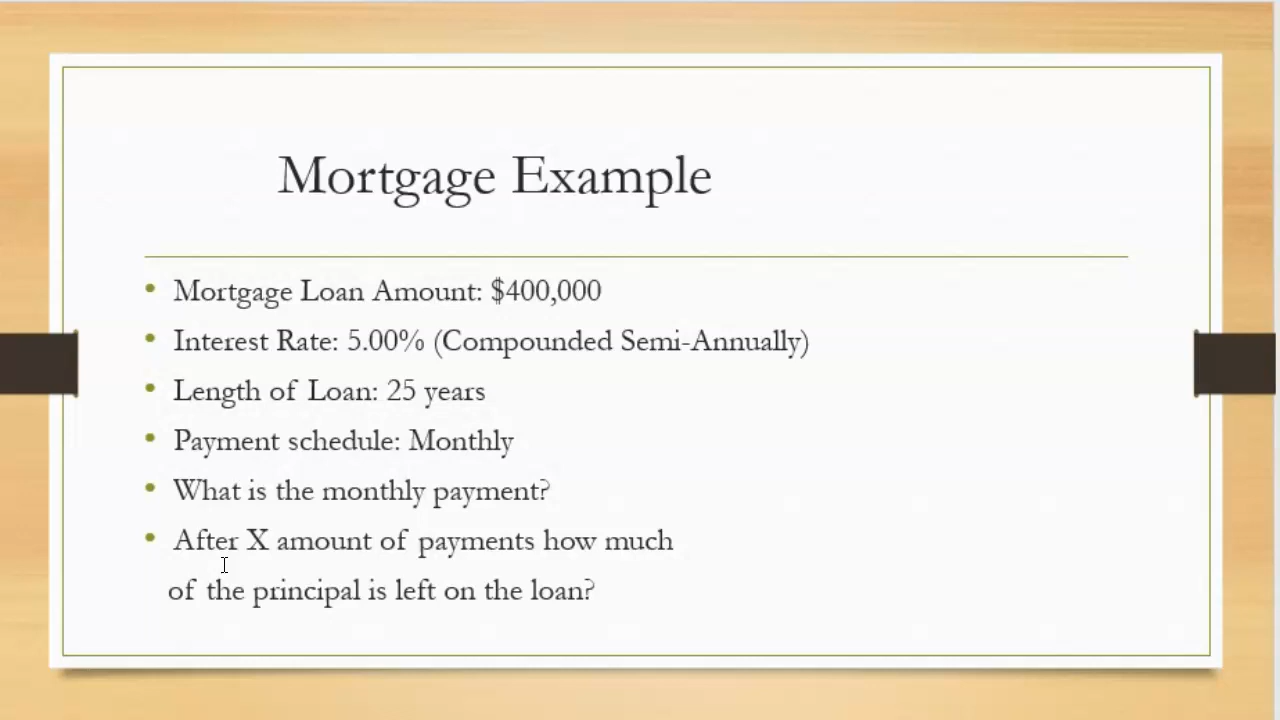 Mortgage Example
• Mortgage Loan Amount: $400,000
• Interest Rate: 5.00% (Compounded Semi-Annually)
• Length of Loan: 25 years
• Payment schedule: Monthly
• What is the monthly payment?
• After X amount of payments how much
of the principal is left on the loan?